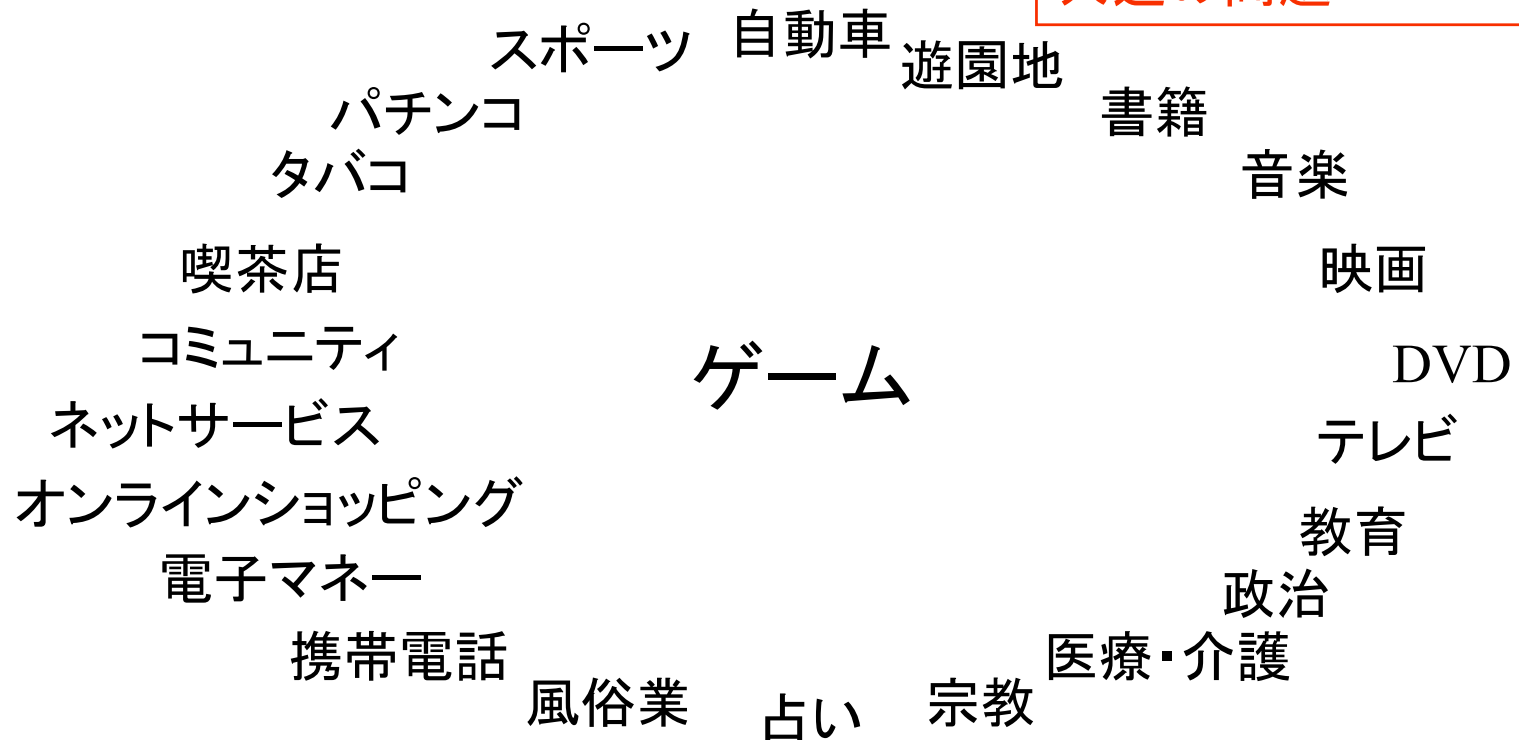 スポーツ
自動車
遊園地
パチンコ
書籍
タバコ
音楽
喫茶店
映画
コミュニティ
ゲーム
DVD
ネットサービス
テレビ
オンラインショッピング
教育
電子マネー
政治
携帯電話
医療・介護
風俗業
占い
宗教